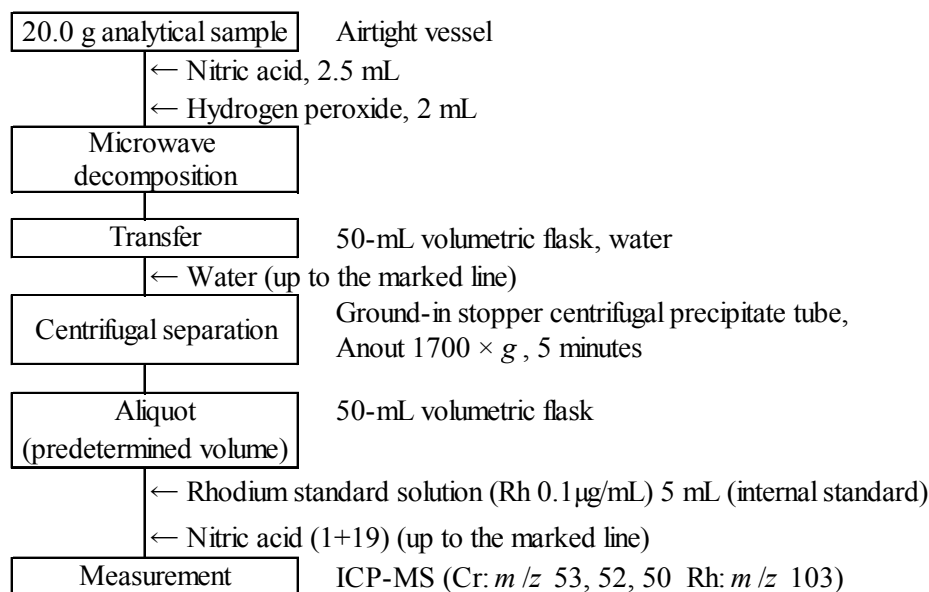 20.0 g analytical sample Airtight vessel
← Nitric acid, 2.5 mL
← Hydrogen peroxide, 2 mL
Microwave
decomposition
Transfer 50-mL volumetric flask, water
← Water (up to the marked line)
Centrifugal separation
Ground-in stopper centrifugal precipitate tube,
Anout 1700 × g , 5 minutes
Aliquot 50-mL volumetric flask
(predetermined volume)
← Rhodium standard solution (Rh 0.1μg/mL) 5 mL (internal standard)
← Nitric acid (1+19) (up to the marked line)
Measurement ICP-MS (Cr: m /z 53, 52, 50 Rh: m /z 103)